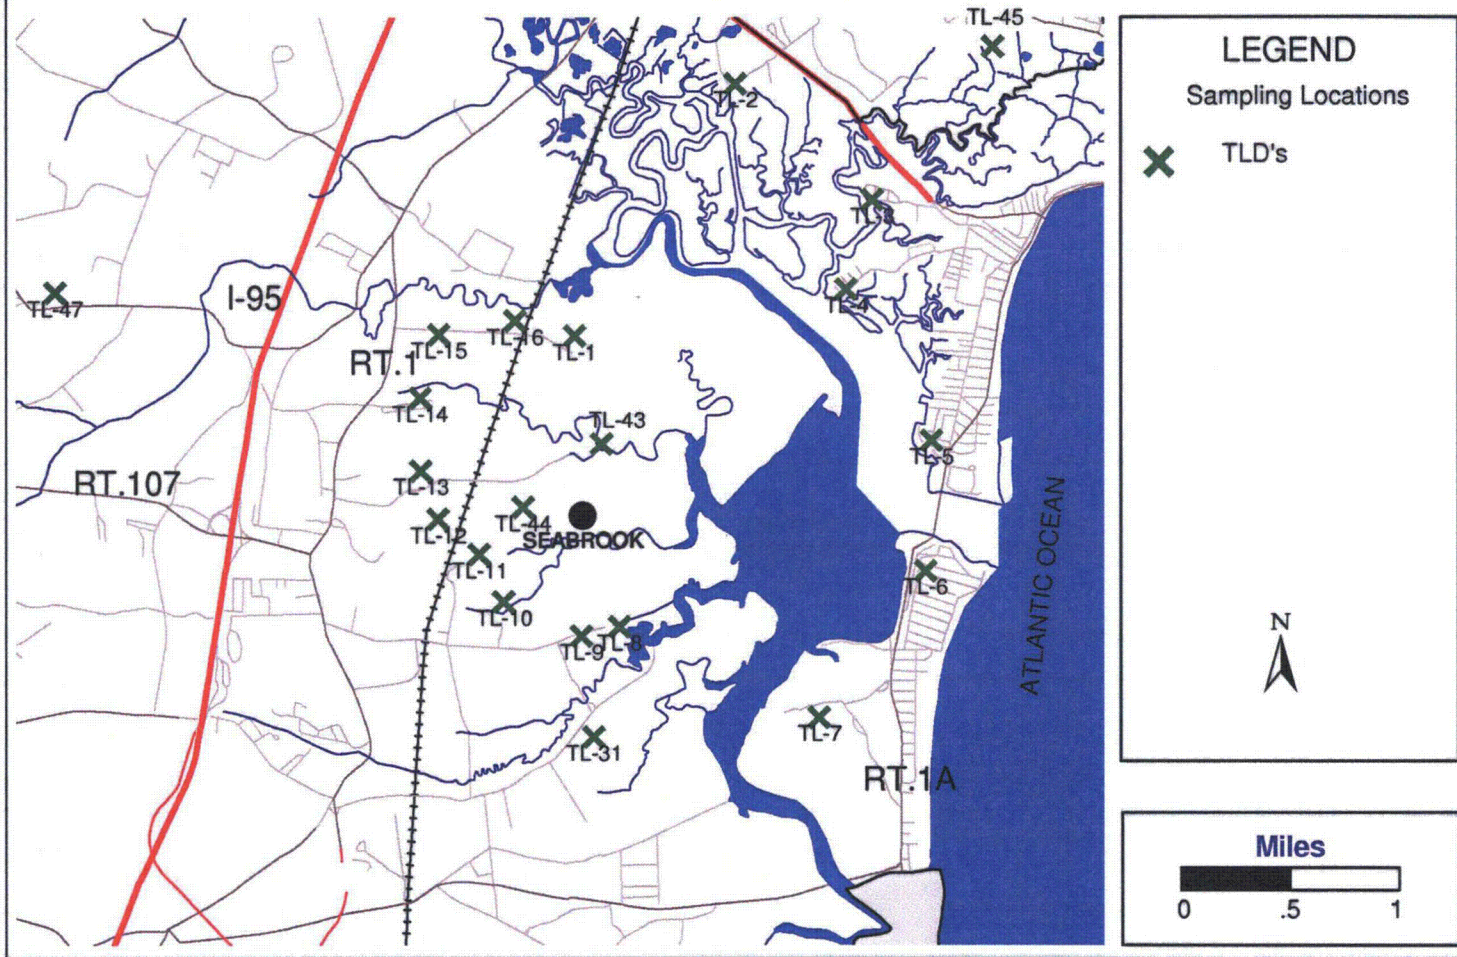 TL-45
LEGEND
Sampling Locations
TLD's
TL-2
TL-3
TL-4
TL-47
I-95
TL-16
TL-15
TL-1
RT.1
TL-14
TL-43
TL-5
TL-13
RT.107
TL-44
TL-12
SEABROOK
TL-11
TL-6
ATLANTIC OCEAN
TL-10
TL-8
TL-9
N
TL-7
TL-31
RT.1A
Miles
0 .5 1